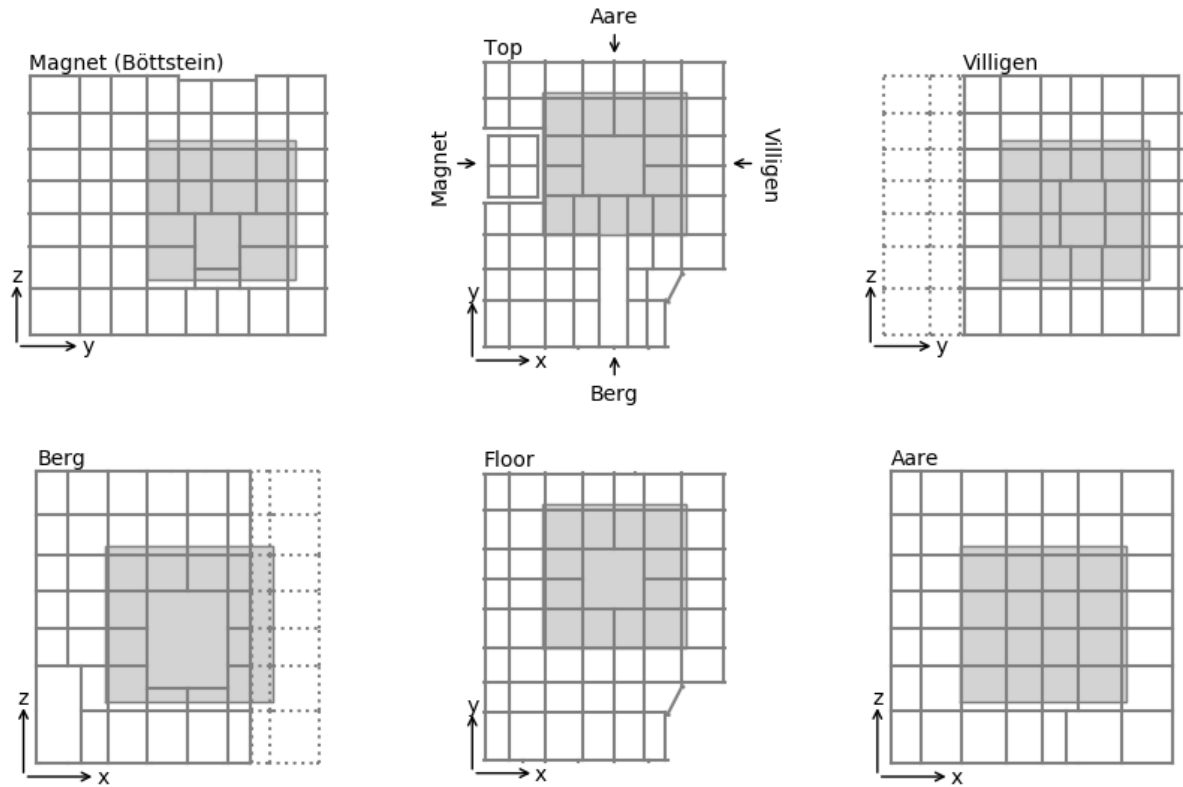 Aare
Magnet (Böttstein)
Top
Villigen
Magnet
Villigen
z
y
y
x
z
y
Berg
Berg
Floor
Aare
z
x
y
x
z
x